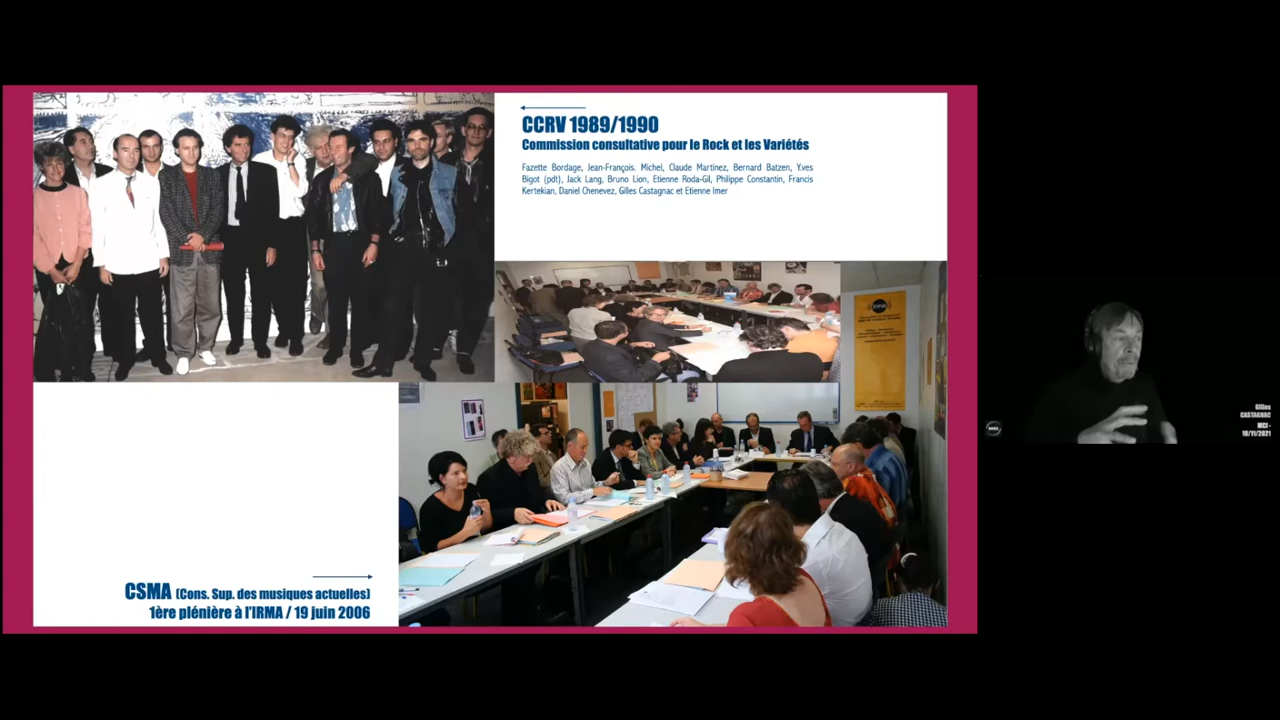 CCRV 1989/1990
Commission consultative pour le Rock et les Variétés
Fazette Bordage, Jean-François. Michel, Claude Martinez, Bernard Batzen, Yves
Bigot (pdt), Jack Lang, Bruno Lion, Etienne Roda-Gil, Philippe Constantin, Francis
Kertekian, Daniel Chenevez, Gilles Castagnac et Etienne Imer
irma
CSMA (Cons. Sup. des musiques actuelles)
1ère plénière à l'IRMA / 19 juin 2006
Gilles
CASTAGNAC
MCI -
18/11/2021